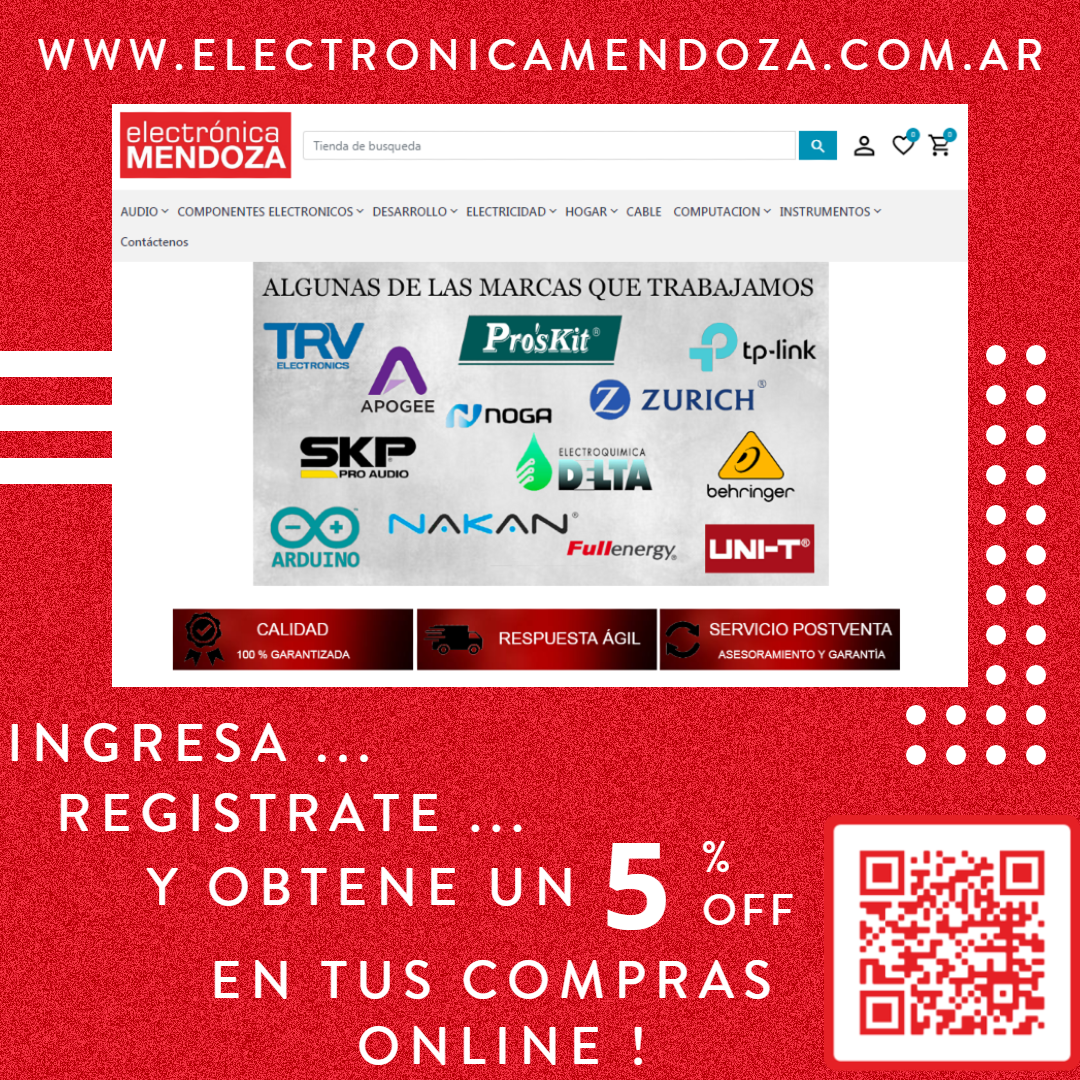 WWW.ELECTRONICAMENDOZA.COM.AR
electrónica
MENDOZA
Tienda de busqueda
0
0
AUDIO COMPONENTES ELECTRONICOS DESARROLLO ELECTRICIDAD HOGAR CABLE COMPUTACION INSTRUMENTOS
Contáctenos
ALGUNAS DE LAS MARCAS QUE TRABAJAMOS
TRV
ELECTRONICS
Pro'sKit®
tp-link
APOGEE
NOGA
ZURICH®
SKP
PRO AUDIO
ELECTROQUIMICA
DELTA
behringer
ARDUINO
NAKAN®
Fullenergy®
UNI-T®
CALIDAD
100 % GARANTIZADA
RESPUESTA ÁGIL
SERVICIO POSTVENTA
ASESORAMIENTO Y GARANTÍA
INGRESA ...
REGISTRATE ...
Y OBTENE UN 5 % OFF
EN TUS COMPRAS
ONLINE !